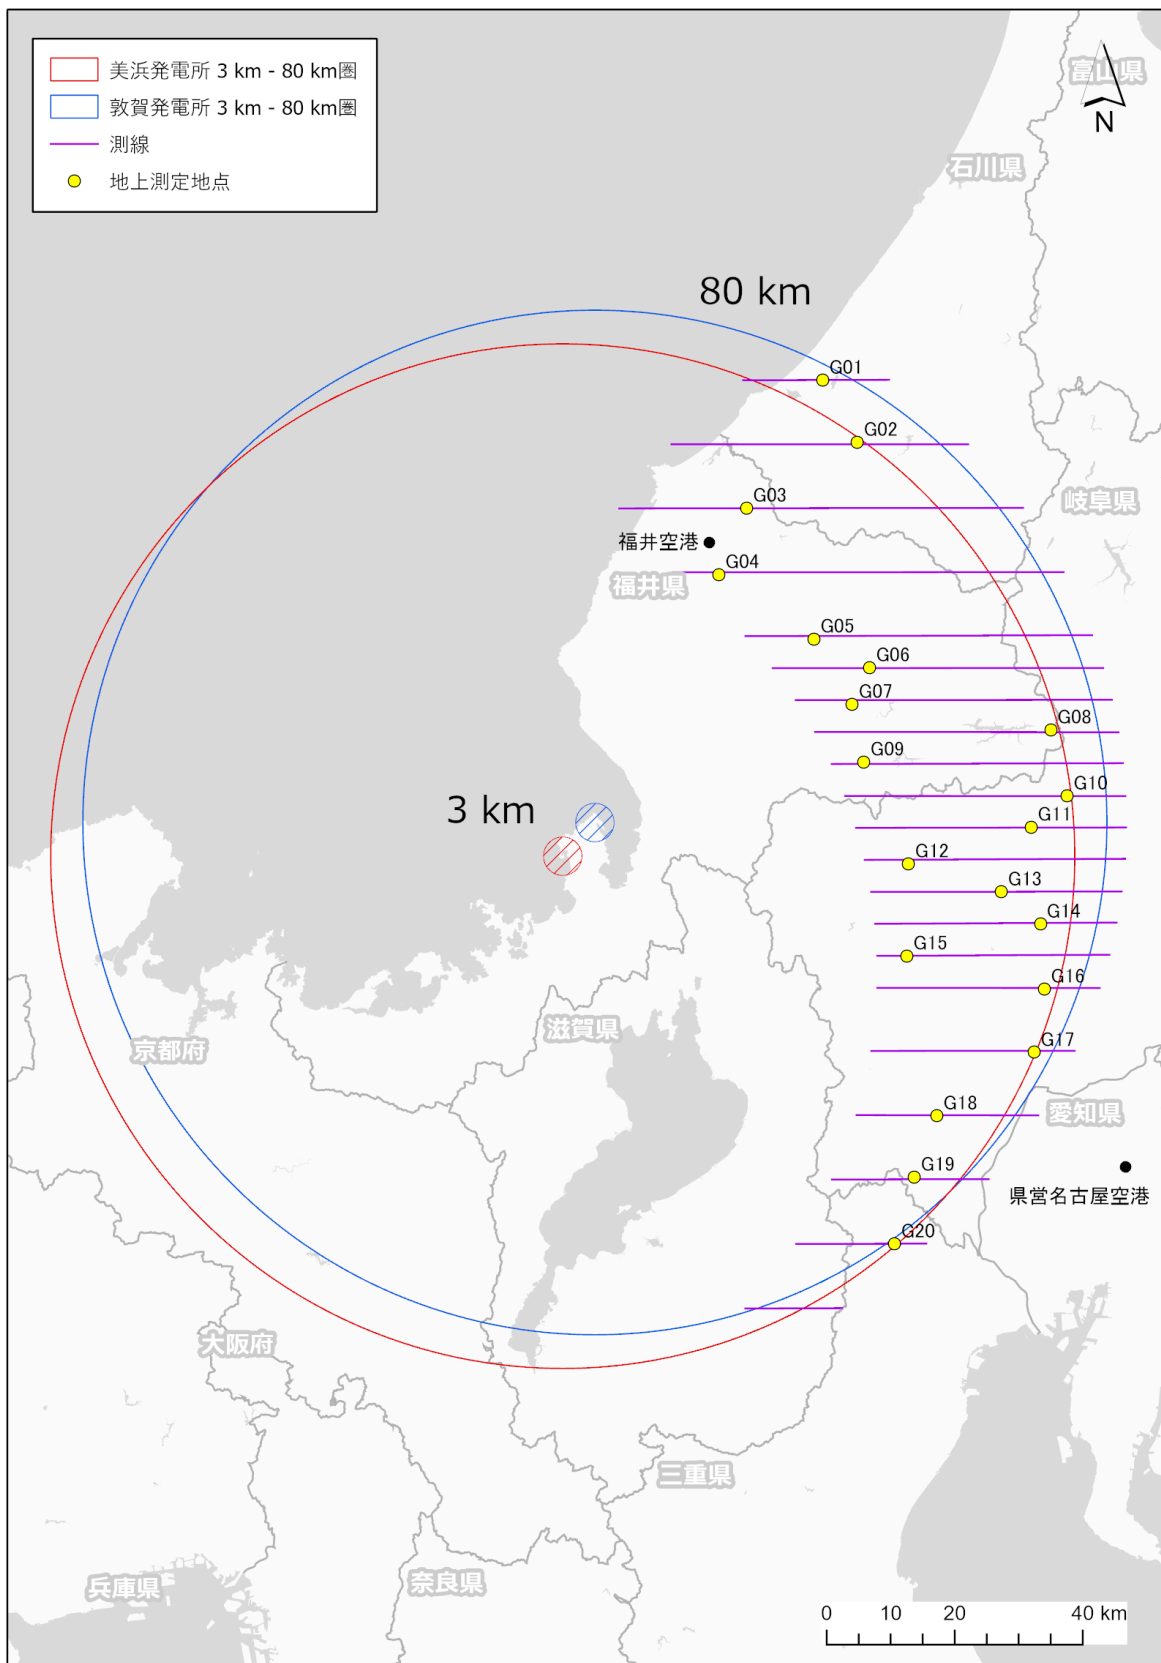 美浜発電所 3 km - 80 km圏
敦賀発電所 3 km - 80 km圏
測線
地上測定地点
富山県
N
石川県
80 km
G01
G02
G03
岐阜県
福井空港
G04
福井県
G05
G06
G07
G08
G09
G10
3 km
G11
G12
G13
G14
G15
G16
滋賀県
京都府
G17
G18
愛知県
G19
県営名古屋空港
G20
大阪府
三重県
奈良県
兵庫県
0 10 20 40 km